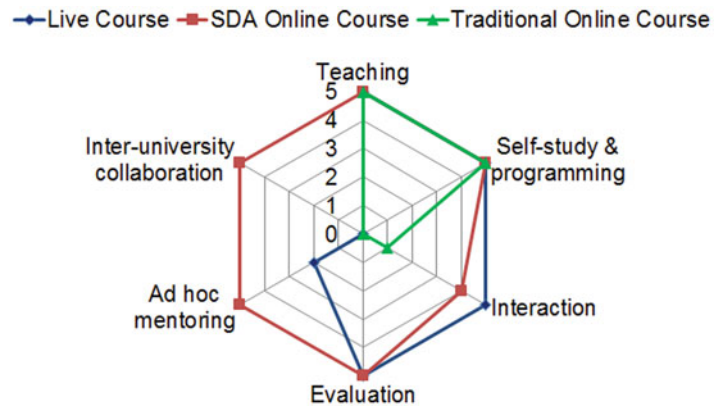 Live Course SDA Online Course Traditional Online Course
Teaching
5
4
3
2
1
0
Inter-university
collaboration
Self-study &
programming
Ad hoc
mentoring
Interaction
Evaluation